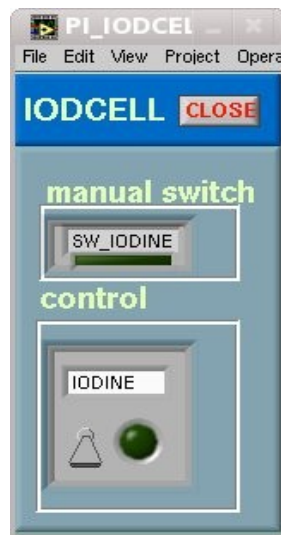 PI_IODCEL
File Edit View Project Opera
IODCELL CLOSE
manual switch
SW_IODINE
control
IODINE